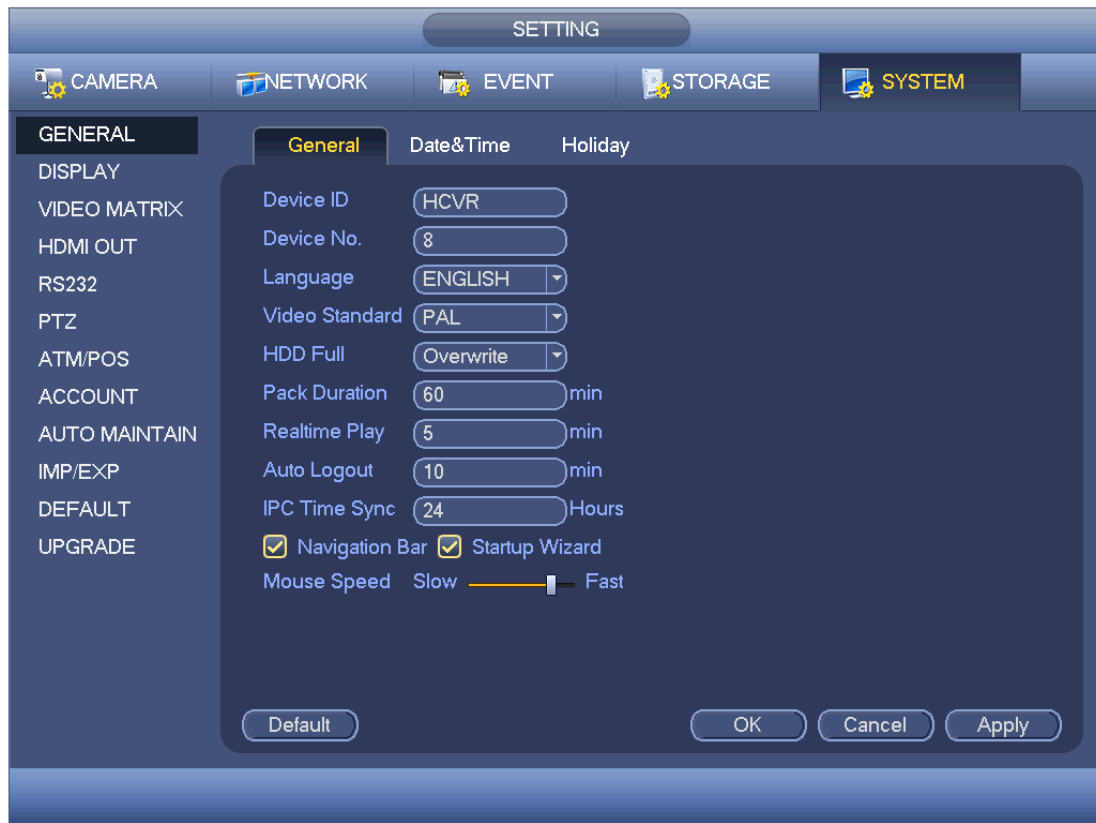 SETTING
CAMERA NETWORK EVENT STORAGE SYSTEM
GENERAL
DISPLAY
VIDEO MATRIX
HDMI OUT
RS232
PTZ
ATM/POS
ACCOUNT
AUTO MAINTAIN
IMP/EXP
DEFAULT
UPGRADE
General Date&Time Holiday
Device ID HCVR
Device No. 8
Language ENGLISH
Video Standard PAL
HDD Full Overwrite
Pack Duration 60 min
Realtime Play 5 min
Auto Logout 10 min
IPC Time Sync 24 Hours
Navigation Bar Startup Wizard
Mouse Speed Slow Fast
Default OK Cancel Apply